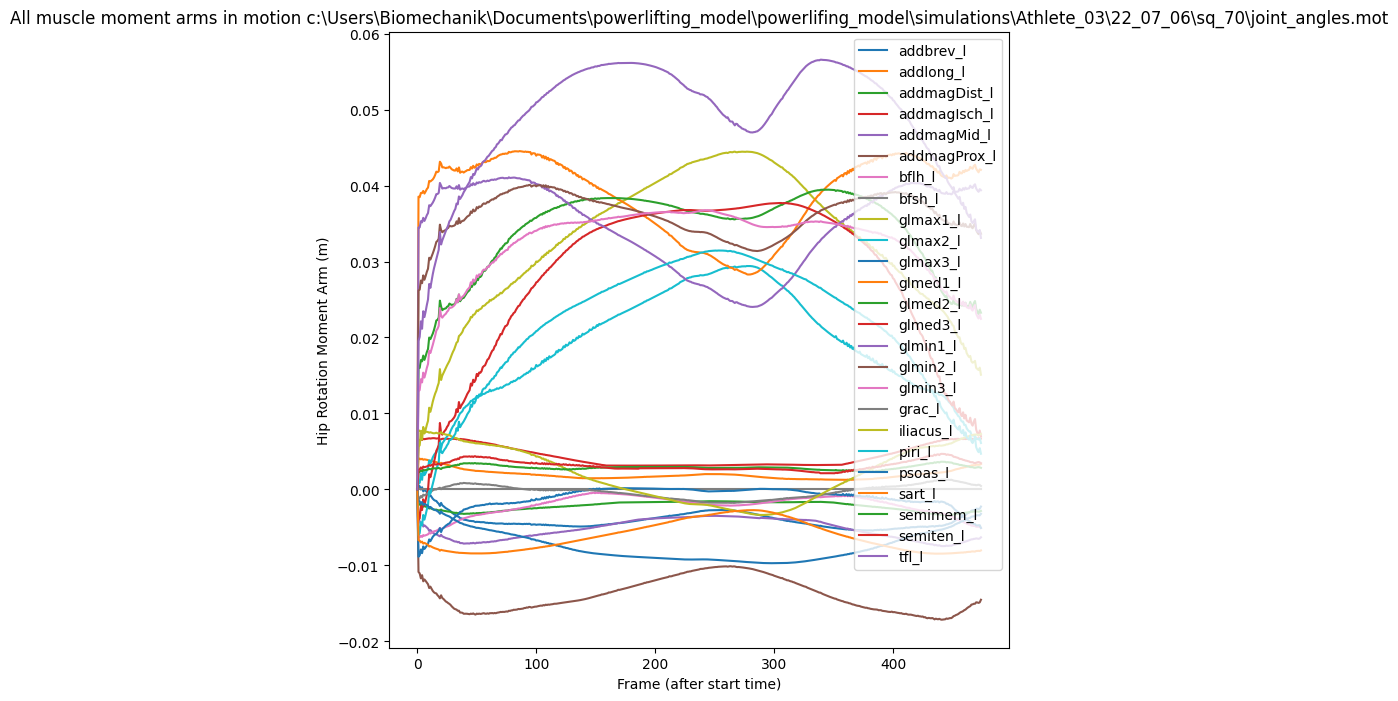 All muscle moment arms in motion c:\Users\Biomechanik\Documents\powerlifting_model\powerlifing_model\simulations\Athlete_03\22_07_06\sq_70\joint_angles.mot
0.06
0.05
0.04
0.03
0.02
0.01
0.00
−0.01
−0.02
Hip Rotation Moment Arm (m)
0
100
200
300
400
Frame (after start time)
addbrev_l
addlong_l
addmagDist_l
addmagIsch_l
addmagMid_l
addmagProx_l
bflh_l
bfsh_l
glmax1_l
glmax2_l
glmax3_l
glmed1_l
glmed2_l
glmed3_l
glmin1_l
glmin2_l
glmin3_l
grac_l
iliacus_l
piri_l
psoas_l
sart_l
semimem_l
semiten_l
tfl_l